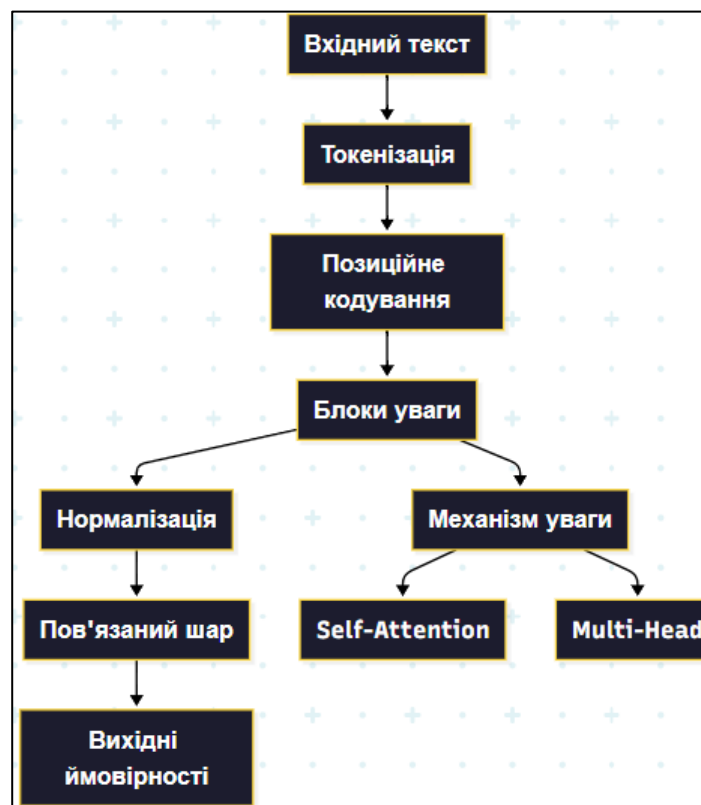 Вхідний текст
Токенізація
Позиційне
кодування
Блоки уваги
Нормалізація
Механізм уваги
Пов'язаний шар
Self-Attention
Multi-Head
Вихідні
ймовірності